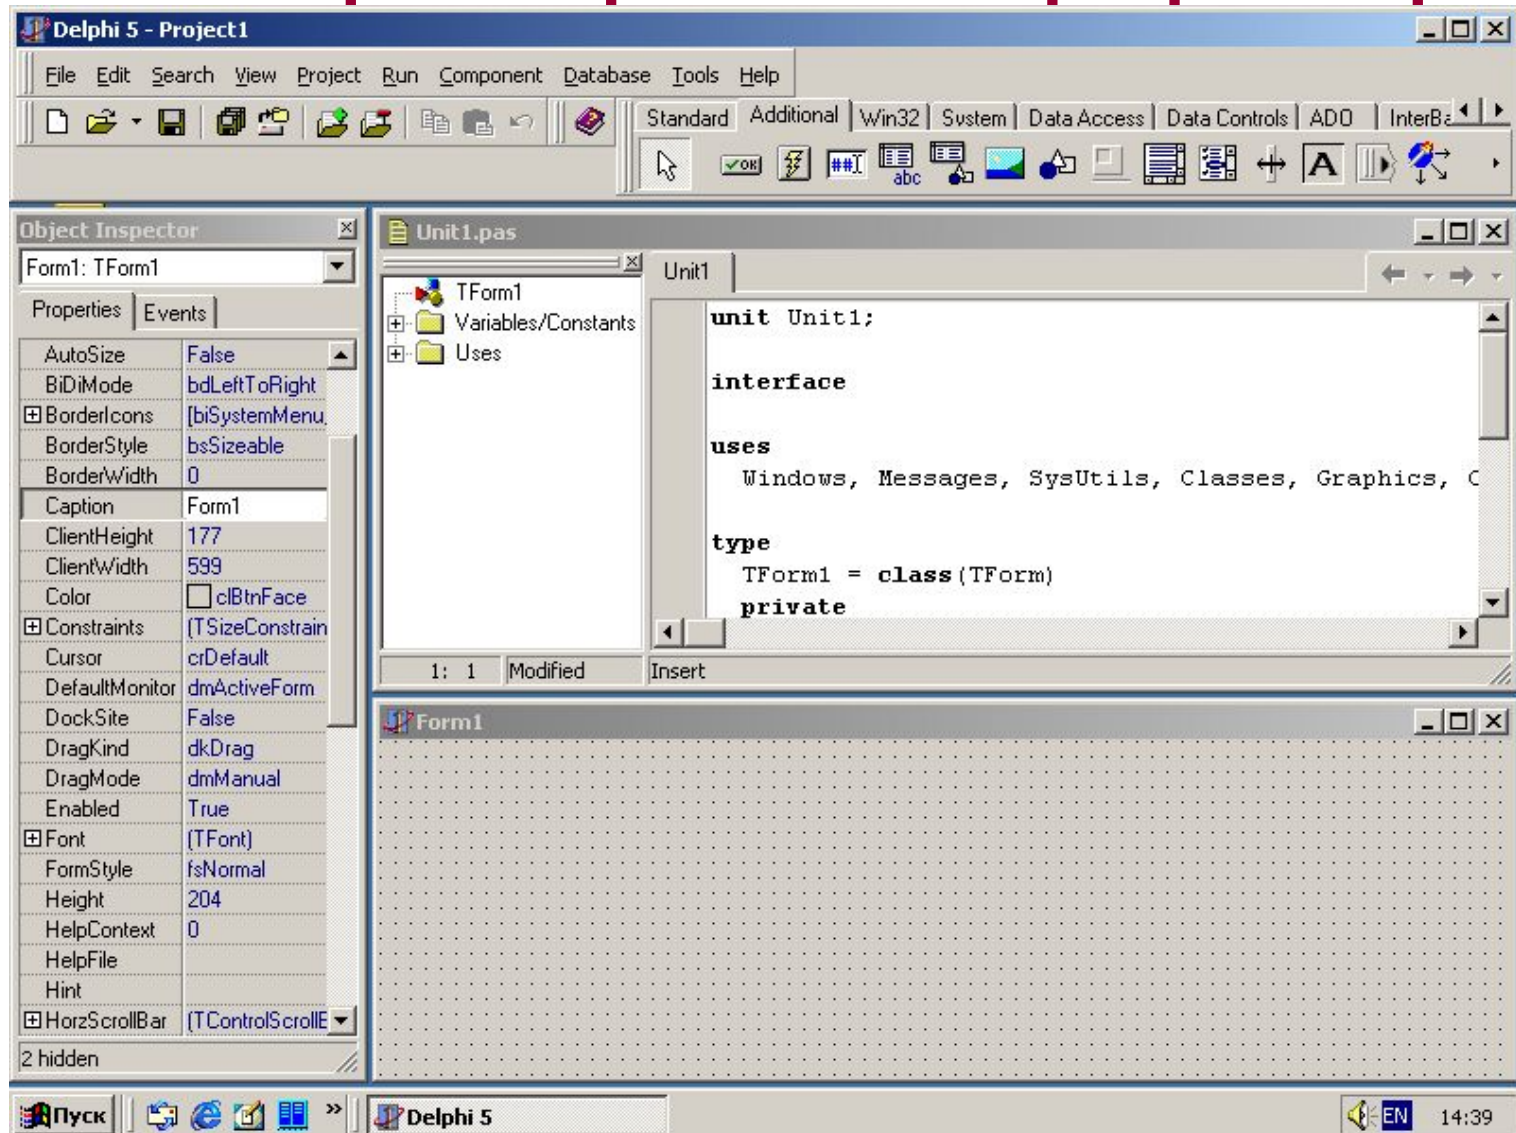 Delphi 5 - Project1
File Edit Search View Project Run Component Database Tools Help
Standard Additional Win32 System Data Access Data Controls ADO
OK ##I abc A
Object Inspector
Form1: TForm1
Properties Events
AutoSize False
BiDiMode bdLeftToRight
BorderIcons [biSystemMenu,
BorderStyle bsSizeable
BorderWidth 0
Caption Form1
ClientHeight 177
ClientWidth 599
Color clBtnFace
Constraints (TSizeConstrain
Cursor crDefault
DefaultMonitor dmActiveForm
DockSite False
DragKind dkDrag
DragMode dmManual
Enabled True
Font (TFont)
FormStyle fsNormal
Height 204
HelpContext 0
HelpFile
Hint
HorzScrollBar (TControlScrollB
2 hidden
Unit1.pas
TForm1
Variables/Constants
Uses
Unit1
unit Unit1;
interface
uses
Windows, Messages, SysUtils, Classes, Graphics, C
type
TForm1 = class(TForm)
private
1: 1 Modified Insert
Form1
Пуск Delphi 5 EN 14:39